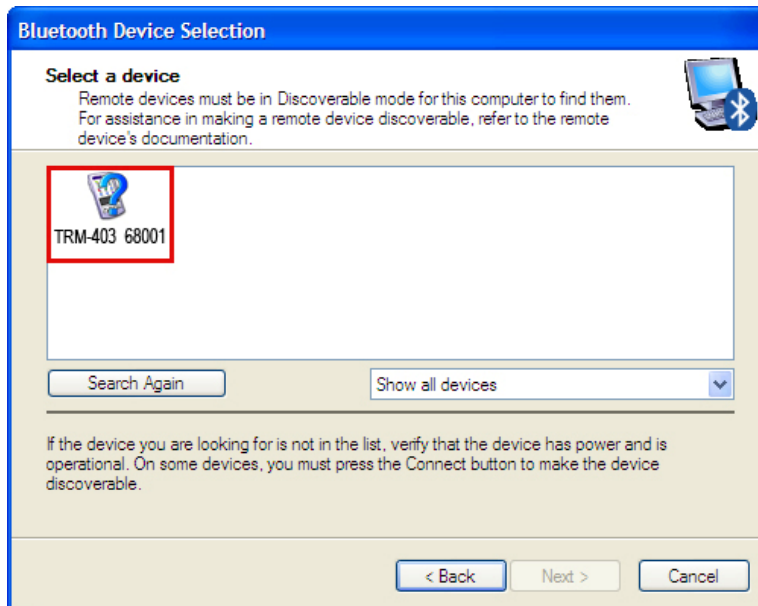 Bluetooth Device Selection
Select a device
Remote devices must be in Discoverable mode for this computer to find them.
For assistance in making a remote device discoverable, refer to the remote
device's documentation.
TRM-403 68001
Search Again
Show all devices
If the device you are looking for is not in the list, verify that the device has power and is
operational. On some devices, you must press the Connect button to make the device
discoverable.
< Back
Next >
Cancel